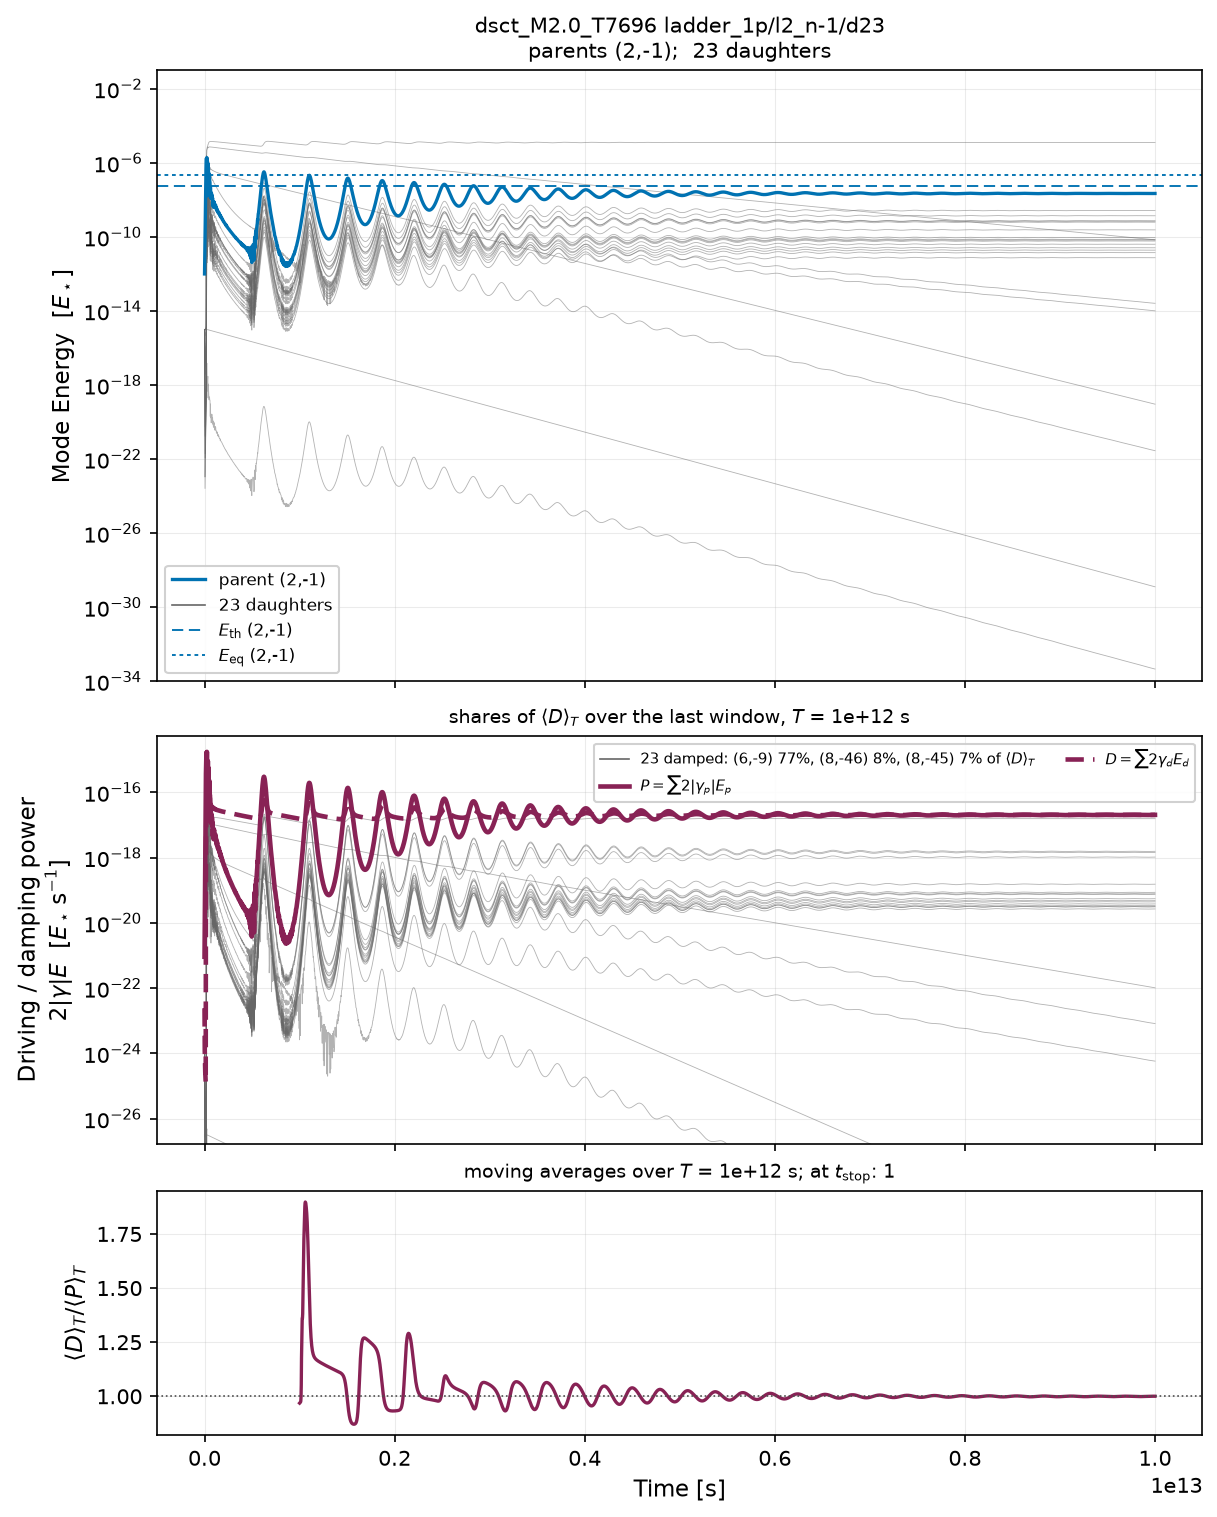 dsct_M2.0_T7696 ladder_1p/l2_n-1/d23
parents (2,-1);  23 daughters
Mode Energy  [E⋆]
10⁻²
10⁻⁶
10⁻¹⁰
10⁻¹⁴
10⁻¹⁸
10⁻²²
10⁻²⁶
10⁻³⁰
10⁻³⁴
parent (2,-1)
23 daughters
E_th (2,-1)
E_eq (2,-1)
shares of ⟨D⟩_T over the last window, T = 1e+12 s
Driving / damping power
2|γ|E  [E⋆ s⁻¹]
10⁻¹⁶
10⁻¹⁸
10⁻²⁰
10⁻²²
10⁻²⁴
10⁻²⁶
23 damped: (6,-9) 77%, (8,-46) 8%, (8,-45) 7% of ⟨D⟩_T
P = ∑2|γ_p|E_p
D = ∑2γ_dE_d
moving averages over T = 1e+12 s; at t_stop: 1
⟨D⟩_T/⟨P⟩_T
1.75
1.50
1.25
1.00
0.0 0.2 0.4 0.6 0.8 1.0
1e13
Time [s]